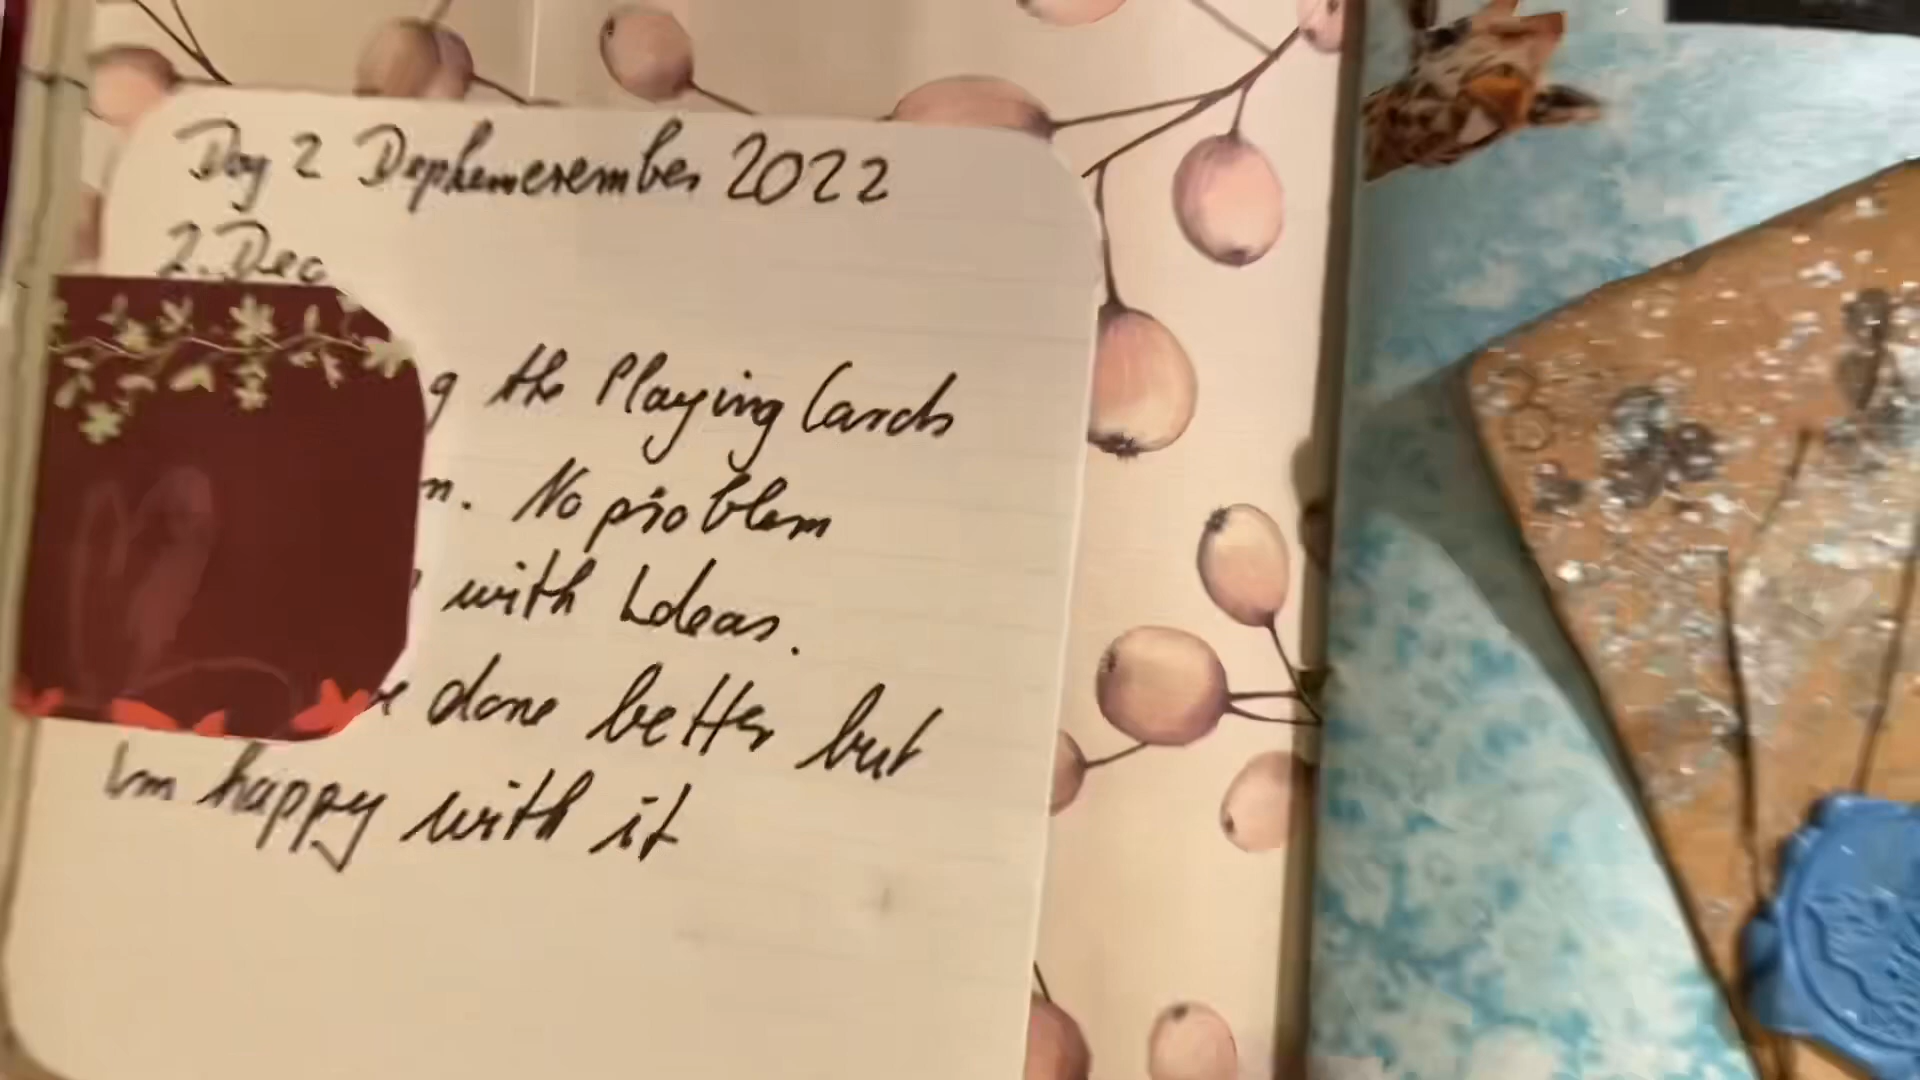 Day 2 Dephemerember 2022
2. Dec
g the Playing Cards
n. No problem
with Ideas.
e done better but
Im happy with it